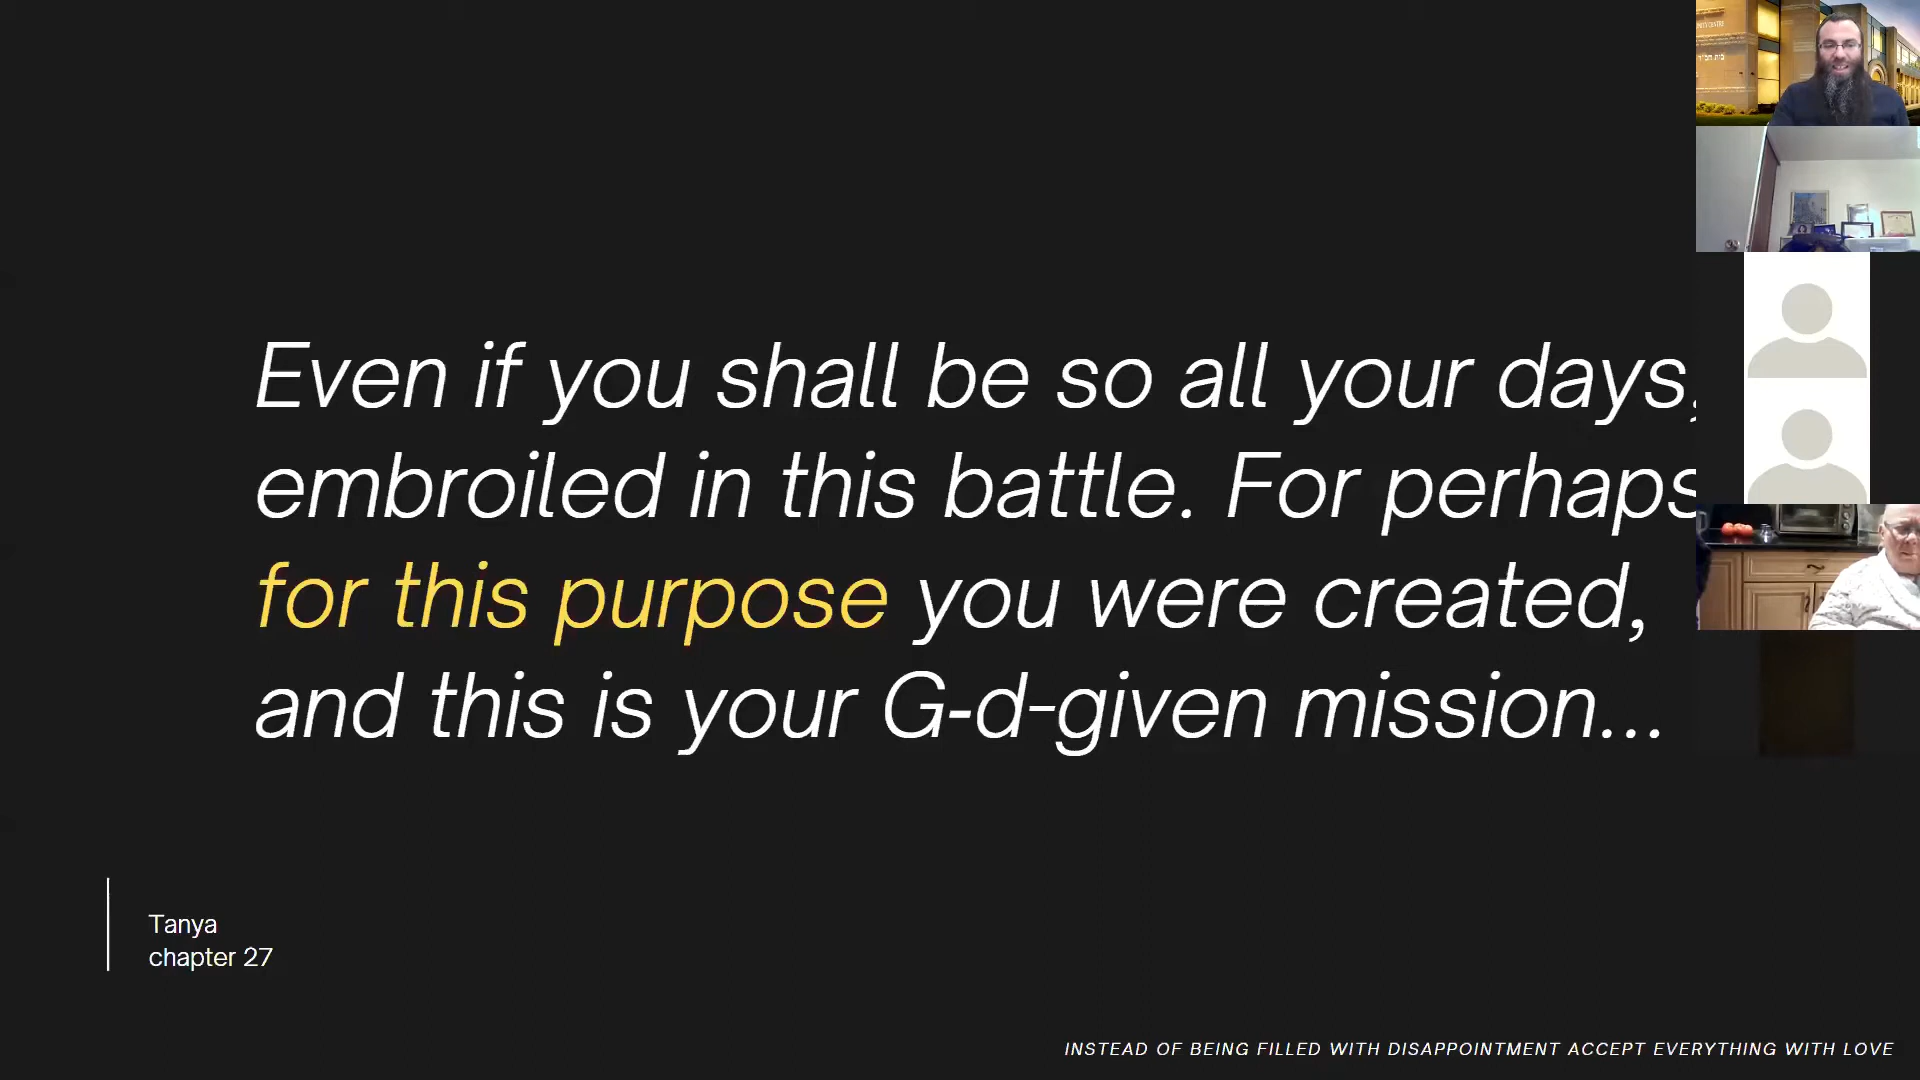 Even if you shall be so all your days,
embroiled in this battle. For perhaps
for this purpose you were created,
and this is your G-d-given mission...
Tanya
chapter 27
INSTEAD OF BEING FILLED WITH DISAPPOINTMENT ACCEPT EVERYTHING WITH LOVE